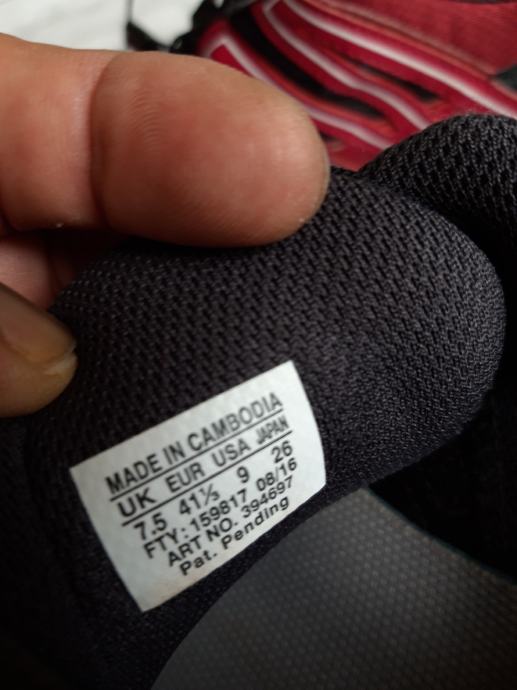 MADE IN CAMBODIA
UK EUR USA JAPAN
7.5 41⅓ 9 26
FTY: 159817 08/16
ART NO. 394697
Pat. Pending